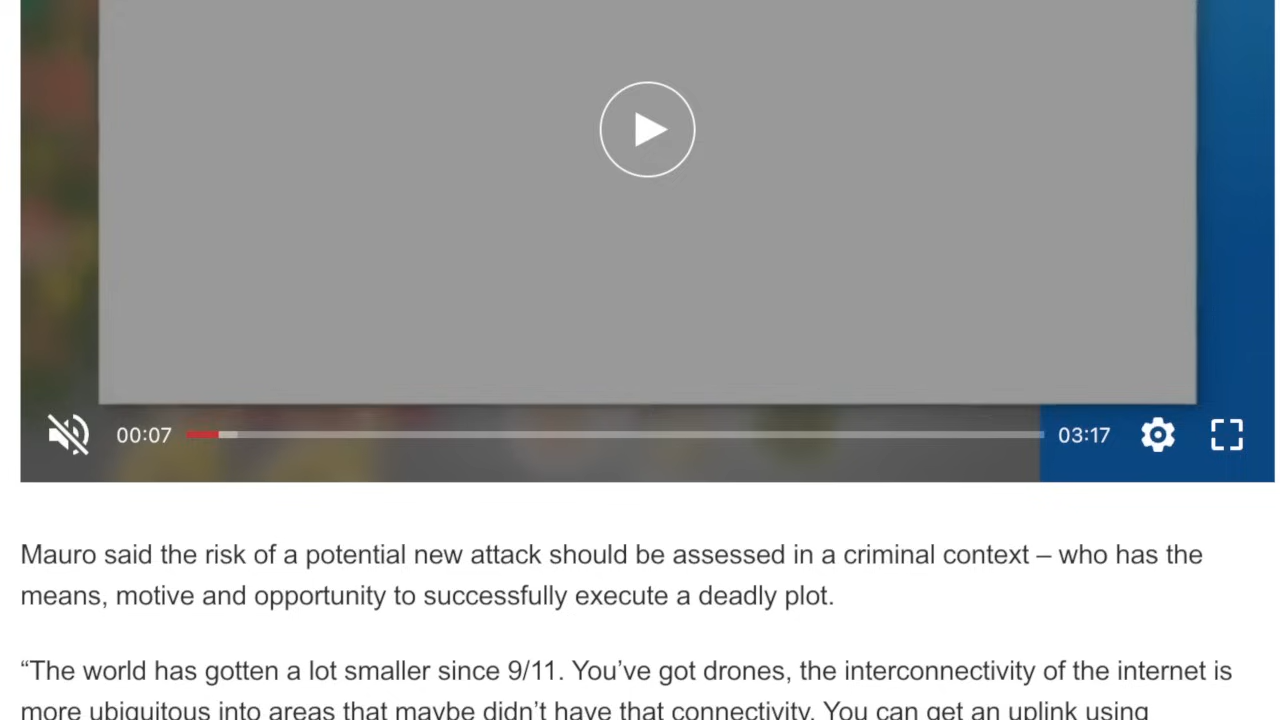 00:07
03:17
Mauro said the risk of a potential new attack should be assessed in a criminal context – who has the
means, motive and opportunity to successfully execute a deadly plot.
“The world has gotten a lot smaller since 9/11. You’ve got drones, the interconnectivity of the internet is
more ubiquitous into areas that maybe didn’t have that connectivity. You can get an uplink using